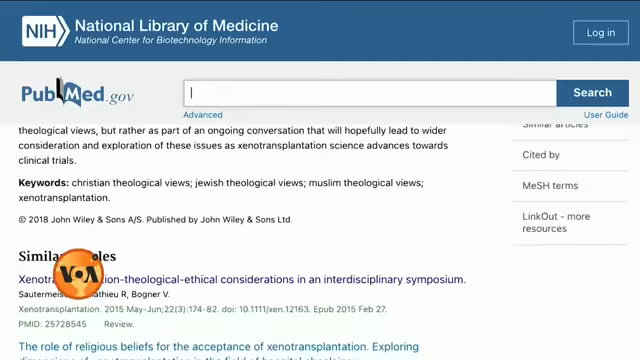 NIH National Library of Medicine
National Center for Biotechnology Information
Log in
PubMed.gov
Search
Advanced
User Guide
theological views, but rather as part of an ongoing conversation that will hopefully lead to wider
consideration and exploration of these issues as xenotransplantation science advances towards
clinical trials.
Keywords: christian theological views; jewish theological views; muslim theological views;
xenotransplantation.
© 2018 John Wiley & Sons A/S. Published by John Wiley & Sons Ltd.
Similar articles
Cited by
MeSH terms
LinkOut - more
resources
VOA
-theological-ethical considerations in an interdisciplinary symposium.
Bogner V.
Xenotransplantation. 2015 May-Jun;22(3):174-82. doi: 10.1111/xen.12163. Epub 2015 Feb 27.
PMID: 25728545 Review.
The role of religious beliefs for the acceptance of xenotransplantation. Exploring